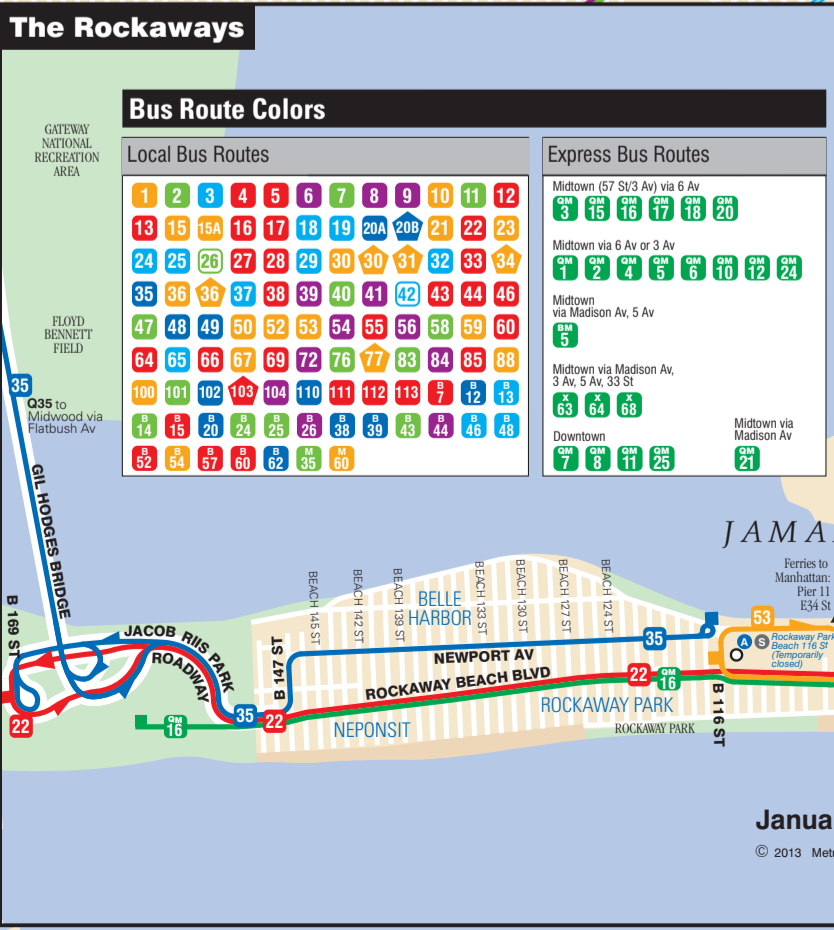 The Rockaways
GATEWAY
NATIONAL
RECREATION
AREA
Bus Route Colors
Local Bus Routes
1 2 3 4 5 6 7 8 9 10 11 12
13 15 15A 16 17 18 19 20A 20B 21 22 23
24 25 26 27 28 29 30 30 31 32 33 34
35 36 36 37 38 39 40 41 42 43 44 46
47 48 49 50 52 53 54 55 56 58 59 60
64 65 66 67 69 72 76 77 83 84 85 88
100 101 102 103 104 110 111 112 113 B 7 B 12 B 13
B 14 B 15 B 20 B 24 B 25 B 26 B 38 B 39 B 43 B 44 B 46 B 48
B 52 B 54 B 57 B 60 B 62 M 35 M 60
Express Bus Routes
Midtown (57 St/3 Av) via 6 Av
QM 3 QM 15 QM 16 QM 17 QM 18 QM 20
Midtown via 6 Av or 3 Av
QM 1 QM 2 QM 4 QM 5 QM 6 QM 10 QM 12 QM 24
Midtown
via Madison Av, 5 Av
BM 5
Midtown via Madison Av,
3 Av, 5 Av, 33 St
X 63 X 64 X 68
Downtown
QM 7 QM 8 QM 11 QM 25
Midtown via
Madison Av
QM 21
FLOYD
BENNETT
FIELD
35
Q35 to
Midwood via
Flatbush Av
GIL HODGES BRIDGE
B 169 ST
22
JACOB RIIS PARK
ROADWAY
QM 16
35
22
B 147 ST
BEACH 145 ST
BEACH 142 ST
BEACH 139 ST
BELLE
HARBOR
BEACH 133 ST
BEACH 130 ST
BEACH 127 ST
BEACH 124 ST
NEWPORT AV
35
ROCKAWAY BEACH BLVD
22
QM 16
NEPONSIT
ROCKAWAY PARK
ROCKAWAY PARK
B 116 ST
JAMA
Ferries to
Manhattan:
Pier 11
E34 St
53
A S
Rockaway Park
Beach 116 St
(Temporarily
closed)
Janua
© 2013 Metr